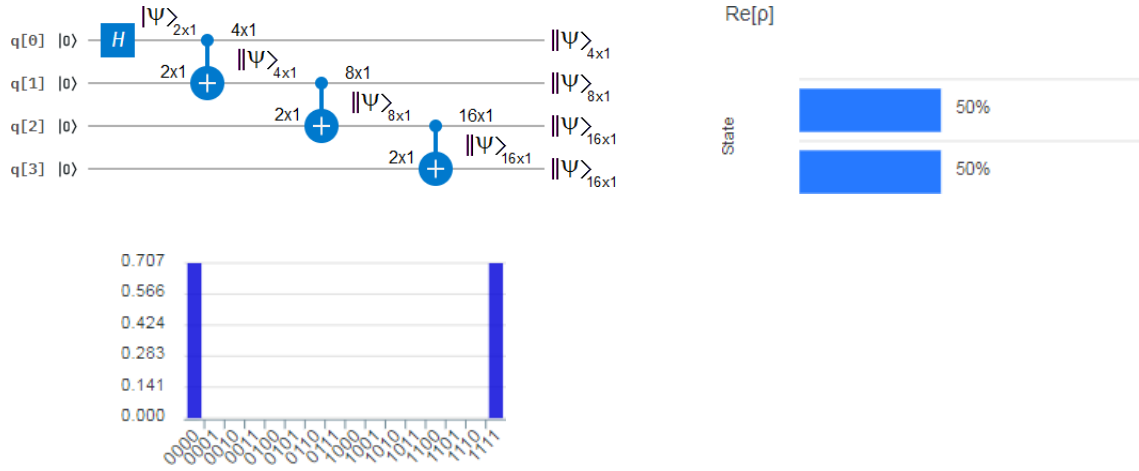 |Ψ⟩2x1 4x1 Re[ρ]
q[0] |0⟩ H ||Ψ⟩4x1
2x1 ||Ψ⟩4x1 8x1
q[1] |0⟩ ||Ψ⟩8x1
2x1 ||Ψ⟩8x1 16x1
q[2] |0⟩ ||Ψ⟩16x1
2x1 ||Ψ⟩16x1
q[3] |0⟩ ||Ψ⟩16x1
State
50%
50%
0.707
0.566
0.424
0.283
0.141
0.000
0000 0001 0010 0011 0100 0101 0110 0111 1000 1001 1010 1011 1100 1101 1110 1111